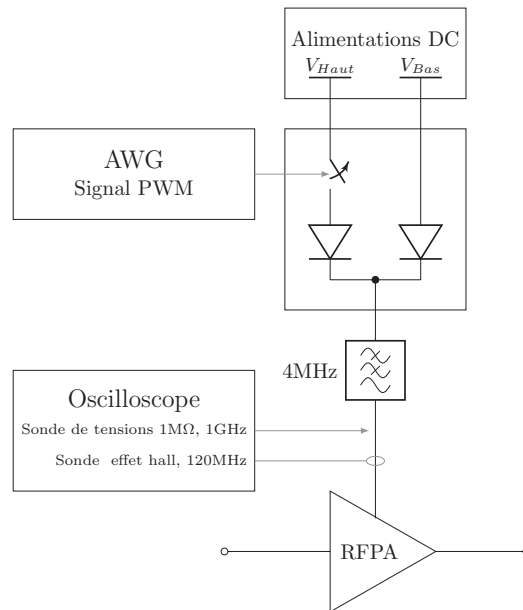 Alimentations DC
V_Haut V_Bas
AWG
Signal PWM
4MHz
Oscilloscope
Sonde de tensions 1MΩ, 1GHz
Sonde effet hall, 120MHz
RFPA